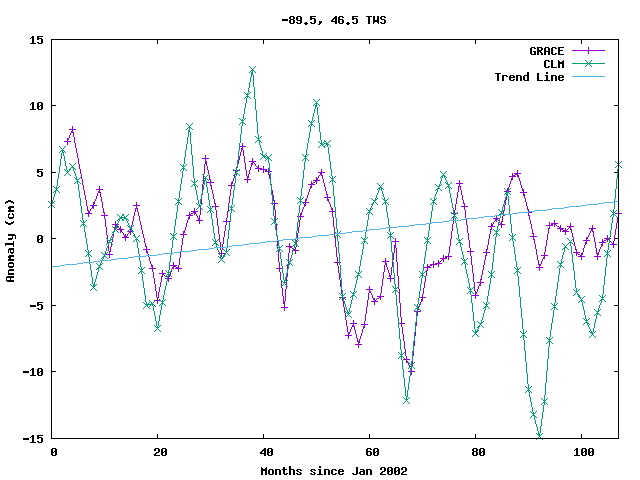 -89.5, 46.5 TWS
GRACE
CLM
Trend Line
15
10
5
0
-5
-10
-15
Anomaly (cm)
0 20 40 60 80 100
Months since Jan 2002